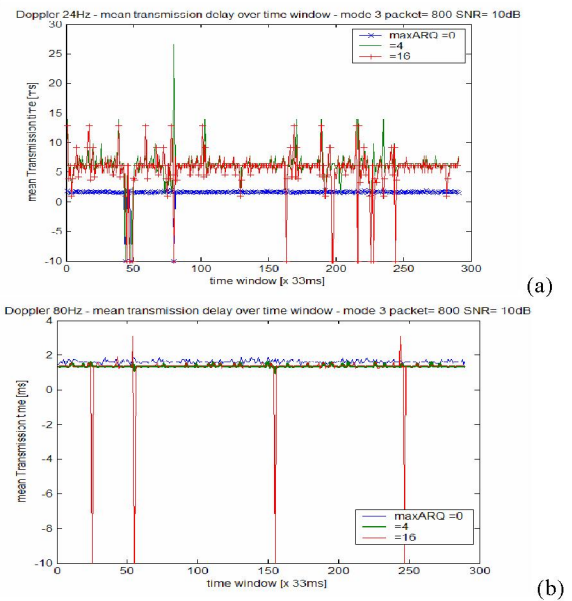 Doppler 24Hz - mean transmission delay over time window - mode 3 packet= 800 SNR= 10dB
30
25
20
15
10
5
0
-5
-10
mean Transmission time [ms]
maxARQ =0
=4
=16
0 50 100 150 200 250 300
time window [x 33ms]
(a)
Doppler 80Hz - mean transmission delay over time window - mode 3 packet= 800 SNR= 10dB
4
2
0
-2
-4
-6
-8
-10
mean Transmission time [ms]
maxARQ =0
=4
=16
0 50 100 150 200 250 290
time window [x 33ms]
(b)